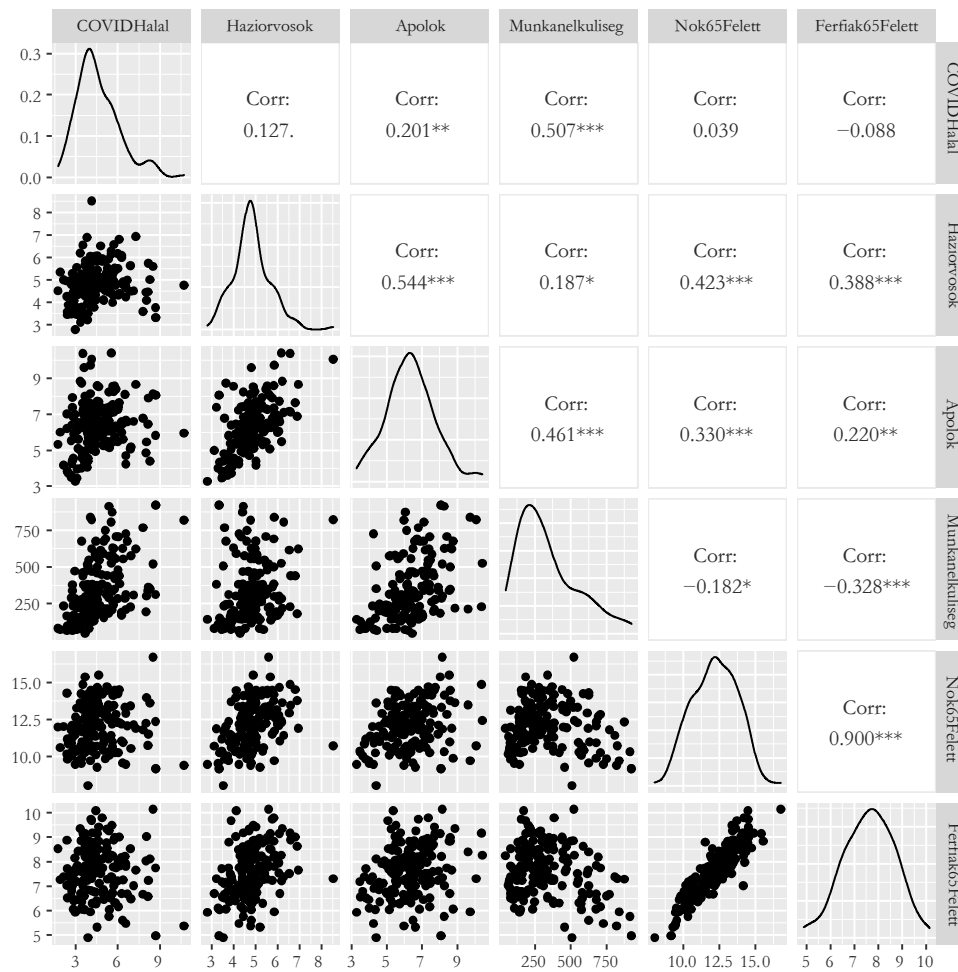 COVIDHalal Haziorvosok Apolok Munkanelkuliseg Nok65Felett Ferfiak65Felett
0.3
0.2
0.1
0.0
Corr:
0.127.
Corr:
0.201**
Corr:
0.507***
Corr:
0.039
Corr:
−0.088
COVIDHalal
8
7
6
5
4
3
Corr:
0.544***
Corr:
0.187*
Corr:
0.423***
Corr:
0.388***
Haziorvosok
9
7
5
3
Corr:
0.461***
Corr:
0.330***
Corr:
0.220**
Apolok
750
500
250
Corr:
−0.182*
Corr:
−0.328***
Munkanelkuliseg
15.0
12.5
10.0
Corr:
0.900***
Nok65Felett
10
9
8
7
6
5
Ferfiak65Felett
3 6 9 3 4 5 6 7 8 3 5 7 9 250 500 750 10.0 12.5 15.0 5 6 7 8 9 10